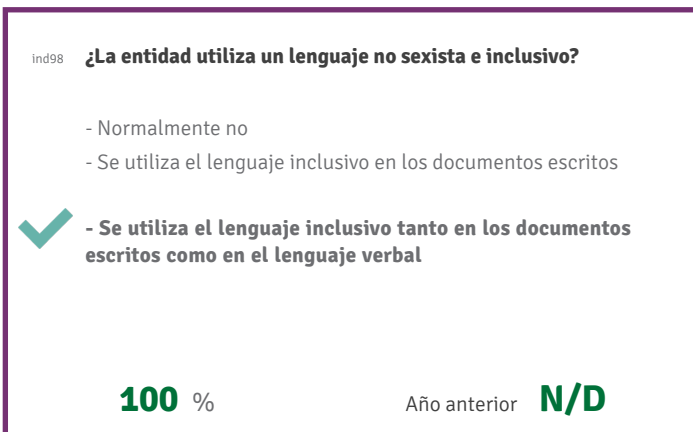 ind98 ¿La entidad utiliza un lenguaje no sexista e inclusivo?
- Normalmente no
- Se utiliza el lenguaje inclusivo en los documentos escritos
- Se utiliza el lenguaje inclusivo tanto en los documentos
escritos como en el lenguaje verbal
100 % Año anterior N/D